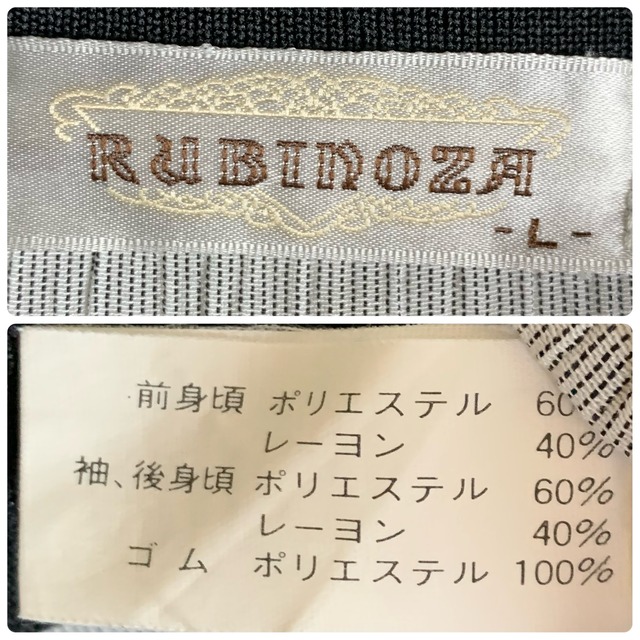 RUBINOZA
-L-
前身頃 ポリエステル 60
レーヨン 40%
袖、後身頃 ポリエステル 60%
レーヨン 40%
ゴム ポリエステル 100%